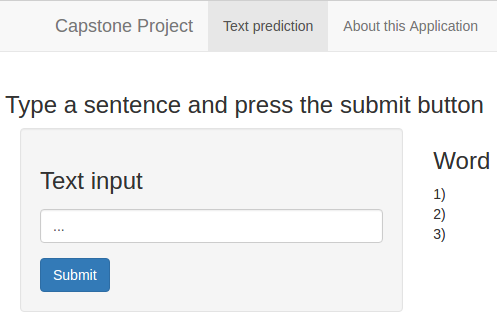 Capstone Project Text prediction About this Application
Type a sentence and press the submit button
Text input
...
Submit
Word
1)
2)
3)